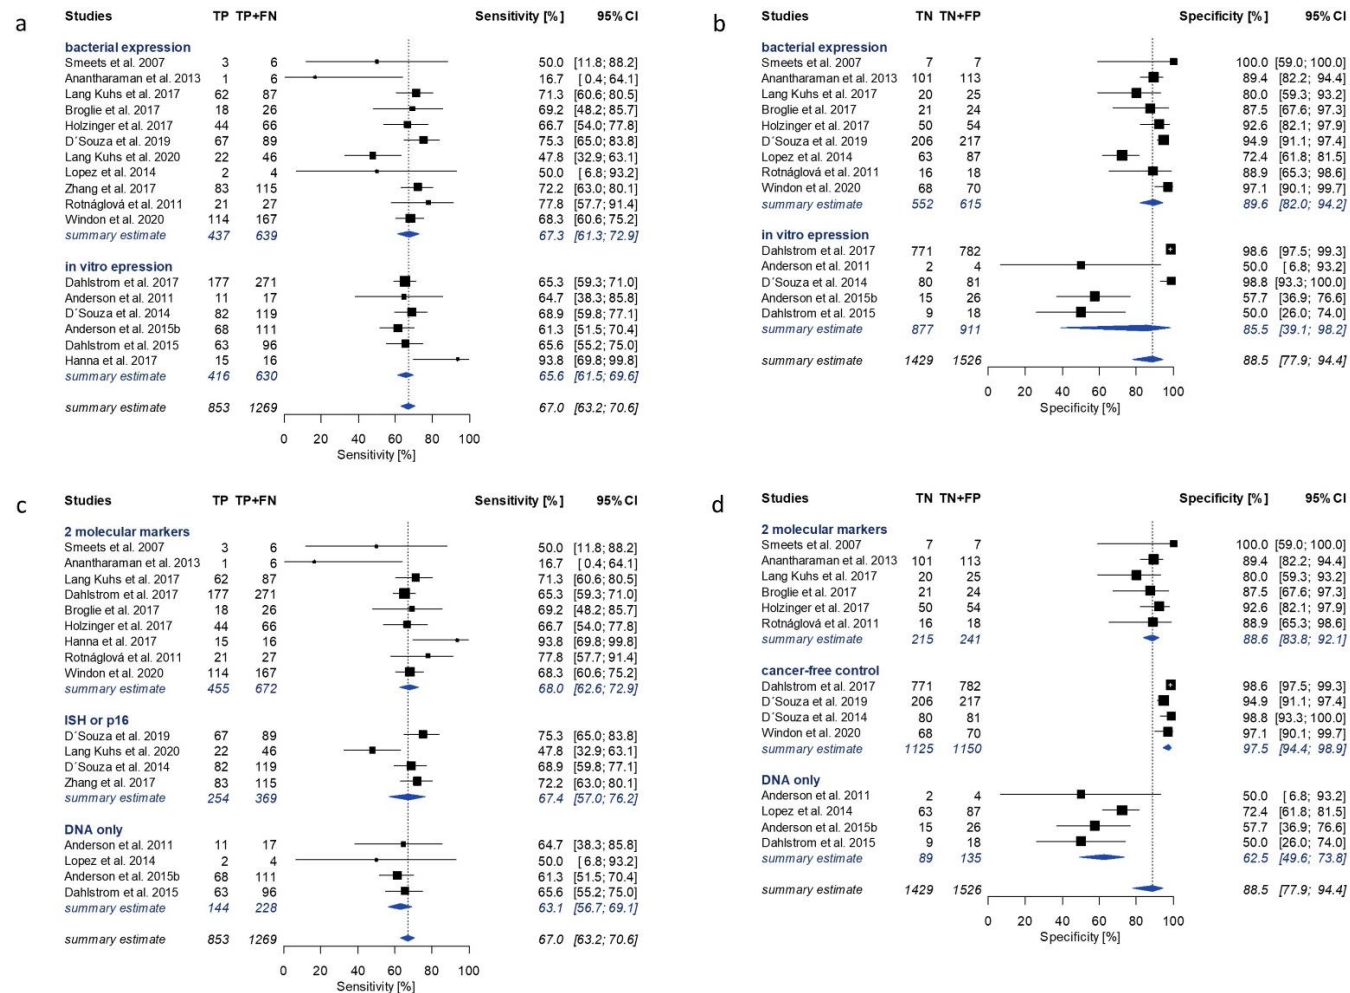 a
Studies TP TP+FN Sensitivity [%] 95% CI
bacterial expression
Smeets et al. 2007 3 6 50.0 [11.8; 88.2]
Anantharaman et al. 2013 1 6 16.7 [ 0.4; 64.1]
Lang Kuhs et al. 2017 62 87 71.3 [60.6; 80.5]
Broglie et al. 2017 18 26 69.2 [48.2; 85.7]
Holzinger et al. 2017 44 66 66.7 [54.0; 77.8]
D´Souza et al. 2019 67 89 75.3 [65.0; 83.8]
Lang Kuhs et al. 2020 22 46 47.8 [32.9; 63.1]
Lopez et al. 2014 2 4 50.0 [ 6.8; 93.2]
Zhang et al. 2017 83 115 72.2 [63.0; 80.1]
Rotnáglová et al. 2011 21 27 77.8 [57.7; 91.4]
Windon et al. 2020 114 167 68.3 [60.6; 75.2]
summary estimate 437 639 67.3 [61.3; 72.9]
in vitro epression
Dahlstrom et al. 2017 177 271 65.3 [59.3; 71.0]
Anderson et al. 2011 11 17 64.7 [38.3; 85.8]
D´Souza et al. 2014 82 119 68.9 [59.8; 77.1]
Anderson et al. 2015b 68 111 61.3 [51.5; 70.4]
Dahlstrom et al. 2015 63 96 65.6 [55.2; 75.0]
Hanna et al. 2017 15 16 93.8 [69.8; 99.8]
summary estimate 416 630 65.6 [61.5; 69.6]
summary estimate 853 1269 67.0 [63.2; 70.6]
0 20 40 60 80 100
Sensitivity [%]
b
Studies TN TN+FP Specificity [%] 95% CI
bacterial expression
Smeets et al. 2007 7 7 100.0 [59.0; 100.0]
Anantharaman et al. 2013 101 113 89.4 [82.2; 94.4]
Lang Kuhs et al. 2017 20 25 80.0 [59.3; 93.2]
Broglie et al. 2017 21 24 87.5 [67.6; 97.3]
Holzinger et al. 2017 50 54 92.6 [82.1; 97.9]
D´Souza et al. 2019 206 217 94.9 [91.1; 97.4]
Lopez et al. 2014 63 87 72.4 [61.8; 81.5]
Rotnáglová et al. 2011 16 18 88.9 [65.3; 98.6]
Windon et al. 2020 68 70 97.1 [90.1; 99.7]
summary estimate 552 615 89.6 [82.0; 94.2]
in vitro epression
Dahlstrom et al. 2017 771 782 98.6 [97.5; 99.3]
Anderson et al. 2011 2 4 50.0 [ 6.8; 93.2]
D´Souza et al. 2014 80 81 98.8 [93.3; 100.0]
Anderson et al. 2015b 15 26 57.7 [36.9; 76.6]
Dahlstrom et al. 2015 9 18 50.0 [26.0; 74.0]
summary estimate 877 911 85.5 [39.1; 98.2]
summary estimate 1429 1526 88.5 [77.9; 94.4]
0 20 40 60 80 100
Specificity [%]
c
Studies TP TP+FN Sensitivity [%] 95% CI
2 molecular markers
Smeets et al. 2007 3 6 50.0 [11.8; 88.2]
Anantharaman et al. 2013 1 6 16.7 [ 0.4; 64.1]
Lang Kuhs et al. 2017 62 87 71.3 [60.6; 80.5]
Dahlstrom et al. 2017 177 271 65.3 [59.3; 71.0]
Broglie et al. 2017 18 26 69.2 [48.2; 85.7]
Holzinger et al. 2017 44 66 66.7 [54.0; 77.8]
Hanna et al. 2017 15 16 93.8 [69.8; 99.8]
Rotnáglová et al. 2011 21 27 77.8 [57.7; 91.4]
Windon et al. 2020 114 167 68.3 [60.6; 75.2]
summary estimate 455 672 68.0 [62.6; 72.9]
ISH or p16
D´Souza et al. 2019 67 89 75.3 [65.0; 83.8]
Lang Kuhs et al. 2020 22 46 47.8 [32.9; 63.1]
D´Souza et al. 2014 82 119 68.9 [59.8; 77.1]
Zhang et al. 2017 83 115 72.2 [63.0; 80.1]
summary estimate 254 369 67.4 [57.0; 76.2]
DNA only
Anderson et al. 2011 11 17 64.7 [38.3; 85.8]
Lopez et al. 2014 2 4 50.0 [ 6.8; 93.2]
Anderson et al. 2015b 68 111 61.3 [51.5; 70.4]
Dahlstrom et al. 2015 63 96 65.6 [55.2; 75.0]
summary estimate 144 228 63.1 [56.7; 69.1]
summary estimate 853 1269 67.0 [63.2; 70.6]
0 20 40 60 80 100
Sensitivity [%]
d
Studies TN TN+FP Specificity [%] 95% CI
2 molecular markers
Smeets et al. 2007 7 7 100.0 [59.0; 100.0]
Anantharaman et al. 2013 101 113 89.4 [82.2; 94.4]
Lang Kuhs et al. 2017 20 25 80.0 [59.3; 93.2]
Broglie et al. 2017 21 24 87.5 [67.6; 97.3]
Holzinger et al. 2017 50 54 92.6 [82.1; 97.9]
Rotnáglová et al. 2011 16 18 88.9 [65.3; 98.6]
summary estimate 215 241 88.6 [83.8; 92.1]
cancer-free control
Dahlstrom et al. 2017 771 782 98.6 [97.5; 99.3]
D´Souza et al. 2019 206 217 94.9 [91.1; 97.4]
D´Souza et al. 2014 80 81 98.8 [93.3; 100.0]
Windon et al. 2020 68 70 97.1 [90.1; 99.7]
summary estimate 1125 1150 97.5 [94.4; 98.9]
DNA only
Anderson et al. 2011 2 4 50.0 [ 6.8; 93.2]
Lopez et al. 2014 63 87 72.4 [61.8; 81.5]
Anderson et al. 2015b 15 26 57.7 [36.9; 76.6]
Dahlstrom et al. 2015 9 18 50.0 [26.0; 74.0]
summary estimate 89 135 62.5 [49.6; 73.8]
summary estimate 1429 1526 88.5 [77.9; 94.4]
0 20 40 60 80 100
Specificity [%]